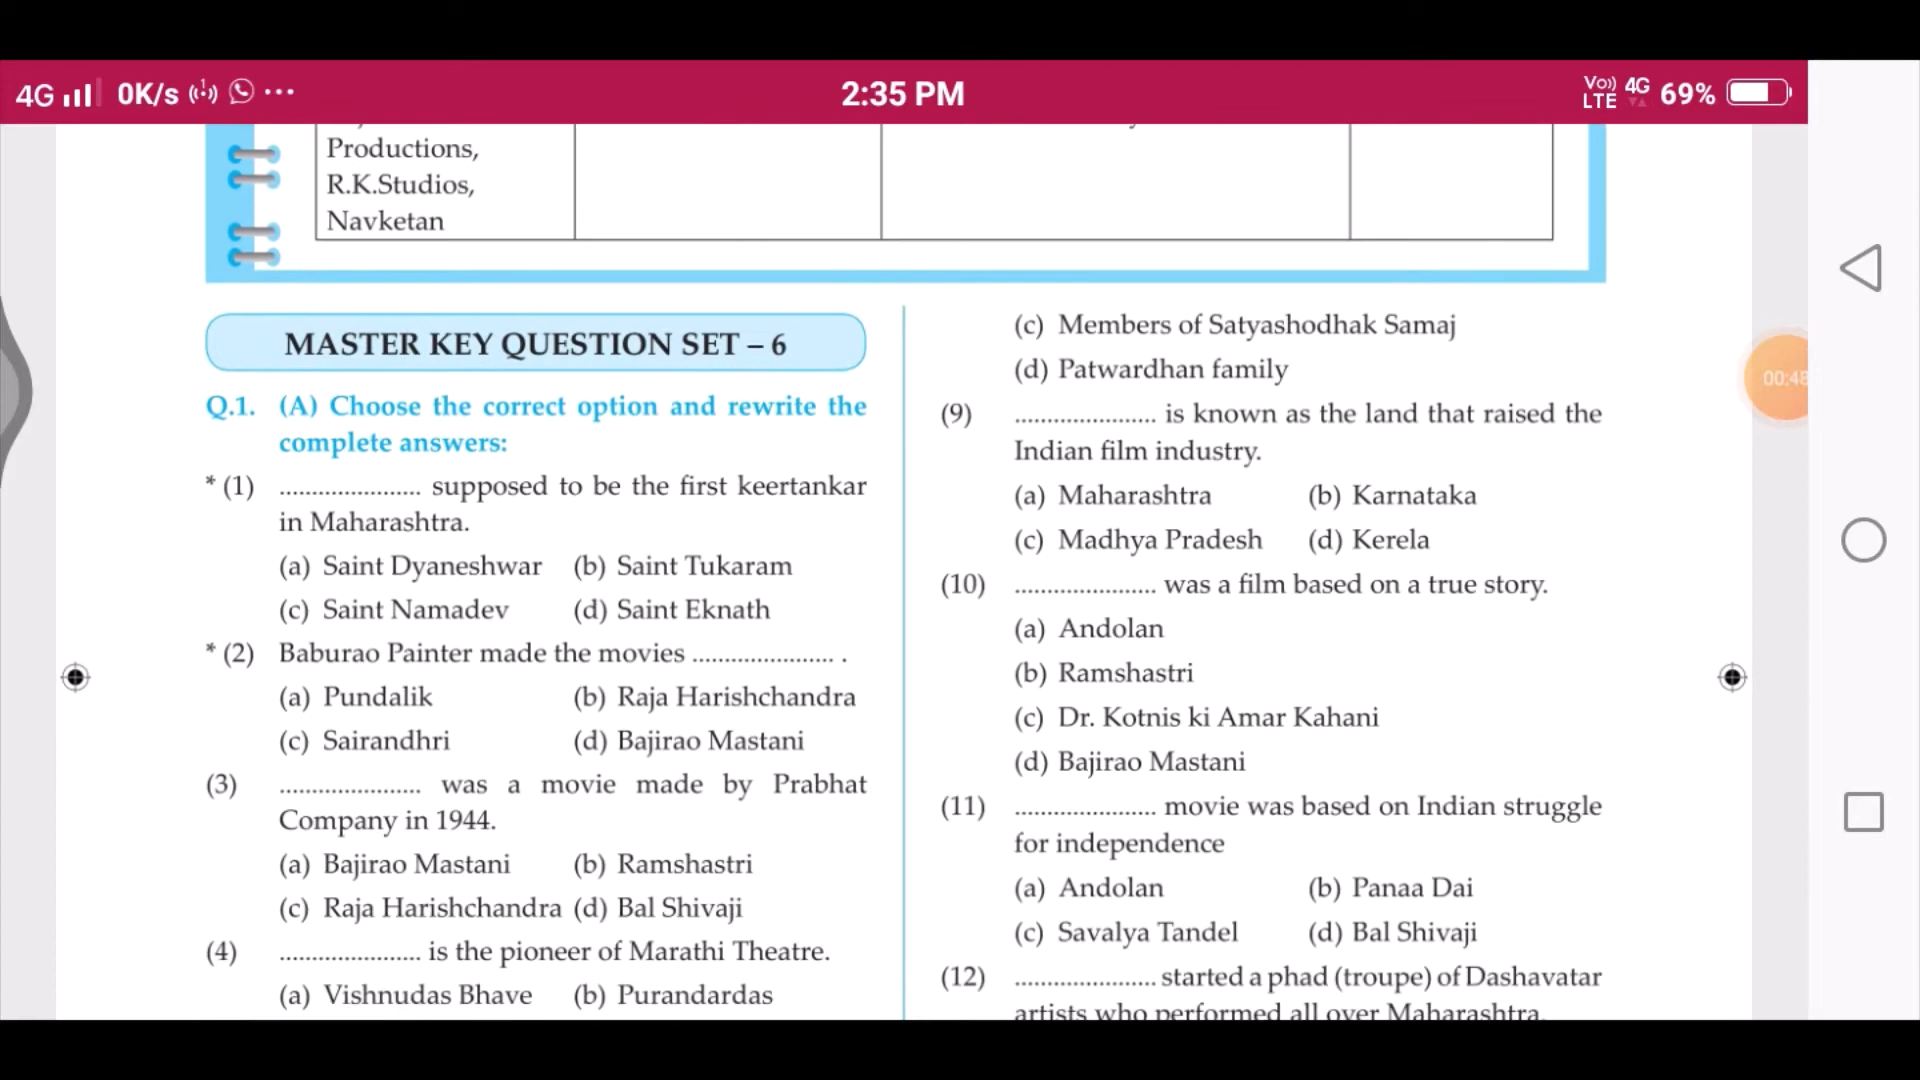 4G 0K/s ... 2:35 PM Vo)) LTE 4G 69%
Productions,
R.K.Studios,
Navketan
MASTER KEY QUESTION SET – 6
Q.1. (A) Choose the correct option and rewrite the
complete answers:
* (1) ...................... supposed to be the first keertankar
in Maharashtra.
(a) Saint Dyaneshwar (b) Saint Tukaram
(c) Saint Namadev (d) Saint Eknath
* (2) Baburao Painter made the movies ...................... .
(a) Pundalik (b) Raja Harishchandra
(c) Sairandhri (d) Bajirao Mastani
(3) ...................... was a movie made by Prabhat
Company in 1944.
(a) Bajirao Mastani (b) Ramshastri
(c) Raja Harishchandra (d) Bal Shivaji
(4) ...................... is the pioneer of Marathi Theatre.
(a) Vishnudas Bhave (b) Purandardas
(c) Members of Satyashodhak Samaj
(d) Patwardhan family
(9) ...................... is known as the land that raised the
Indian film industry.
(a) Maharashtra (b) Karnataka
(c) Madhya Pradesh (d) Kerela
(10) ...................... was a film based on a true story.
(a) Andolan
(b) Ramshastri
(c) Dr. Kotnis ki Amar Kahani
(d) Bajirao Mastani
(11) ...................... movie was based on Indian struggle
for independence
(a) Andolan (b) Panaa Dai
(c) Savalya Tandel (d) Bal Shivaji
(12) ...................... started a phad (troupe) of Dashavatar
artists who performed all over Maharashtra.
00:48